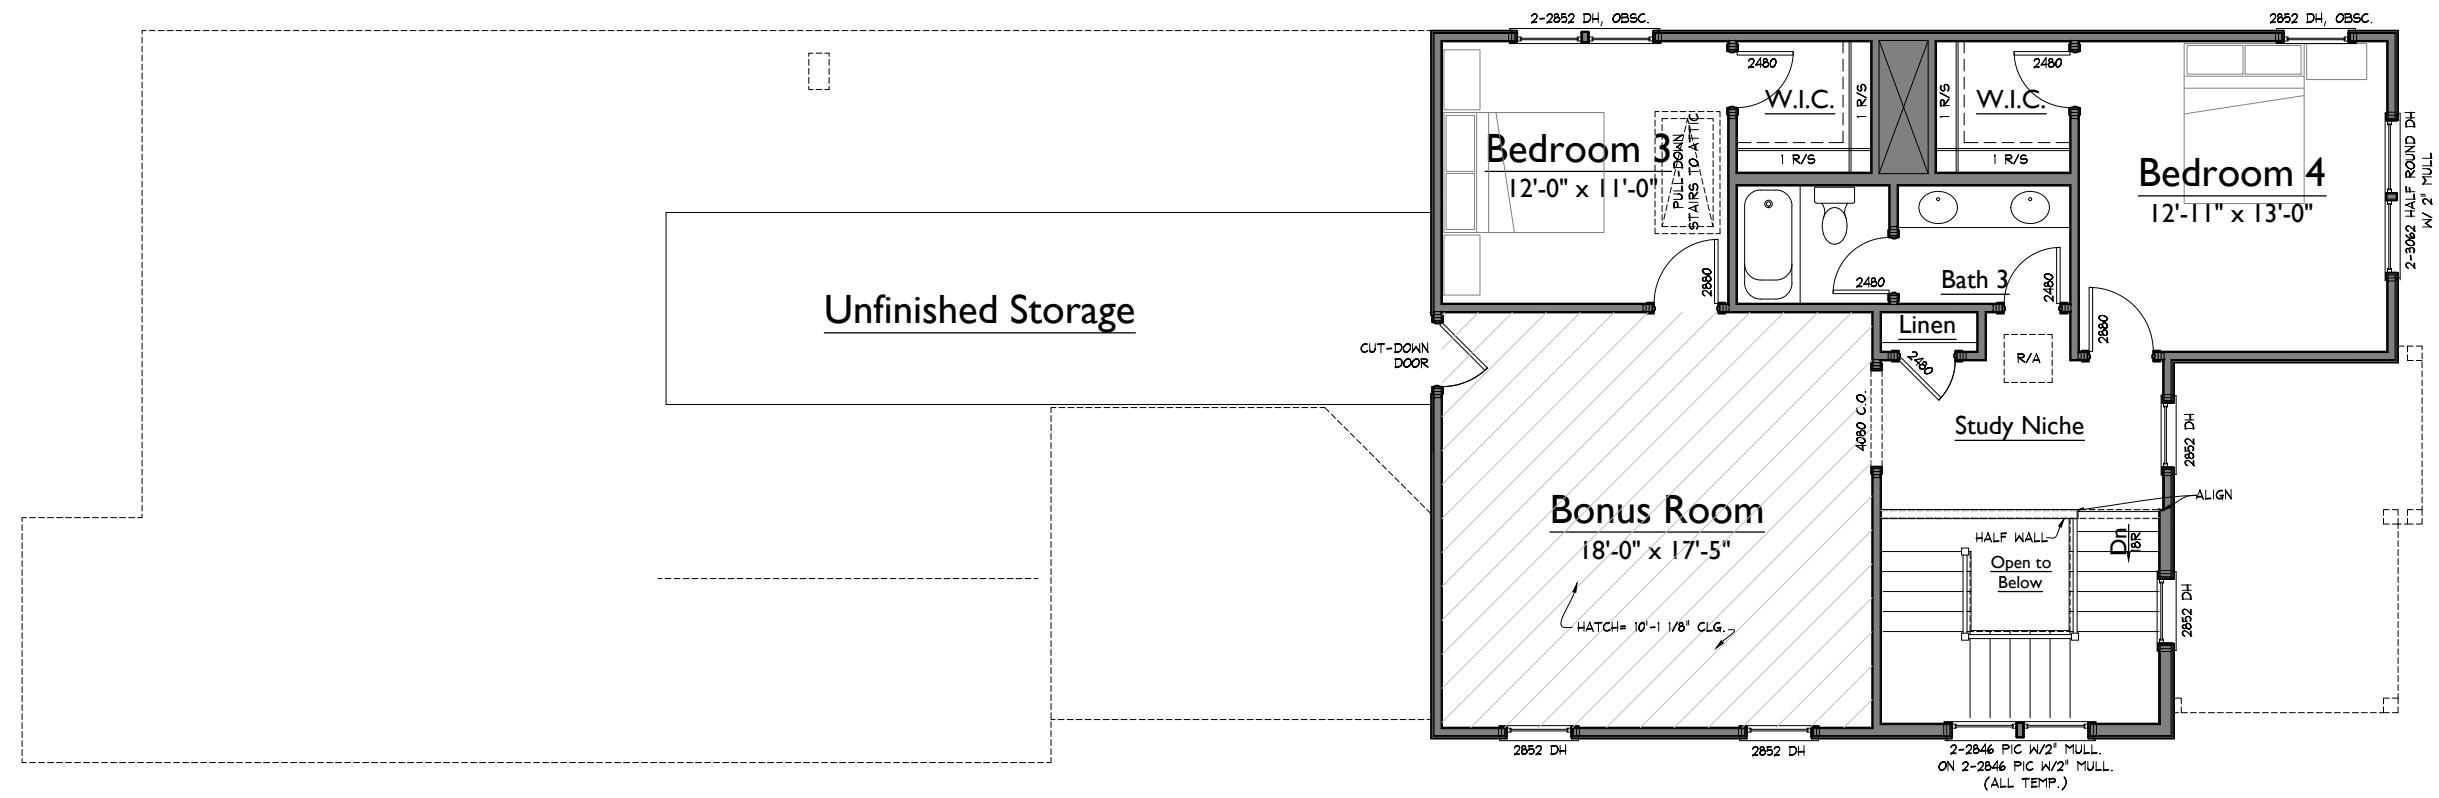 2-2852 DH, OBSC.
2852 DH, OBSC.
2480
2480
W.I.C.
1 R/S
1 R/S
W.I.C.
1 R/S
1 R/S
2-3062 HALF ROUND DH
W/ 2" MULL
Bedroom 3
12'-0" x 11'-0"
PULL-DOWN
STAIRS TO ATTIC
Bedroom 4
12'-11" x 13'-0"
2880
2480
Bath 3
2480
Unfinished Storage
Linen
2880
CUT-DOWN
DOOR
2480
R/A
4080 C.O.
Study Niche
2852 DH
ALIGN
Bonus Room
18'-0" x 17'-5"
HALF WALL
Dn
18R
Open to
Below
2852 DH
HATCH= 10'-1 1/8" CLG.
2852 DH
2852 DH
2-2846 PIC W/2" MULL.
ON 2-2846 PIC W/2" MULL.
(ALL TEMP.)